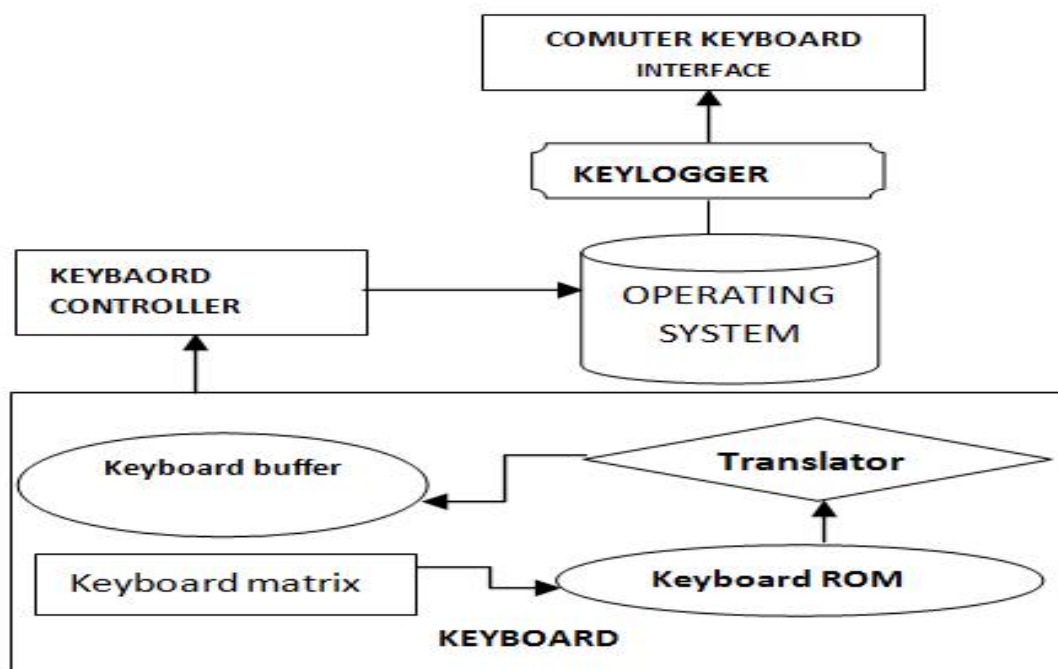 COMUTER KEYBOARD
INTERFACE
KEYLOGGER
KEYBAORD
CONTROLLER
OPERATING
SYSTEM
Keyboard buffer
Translator
Keyboard matrix
Keyboard ROM
KEYBOARD